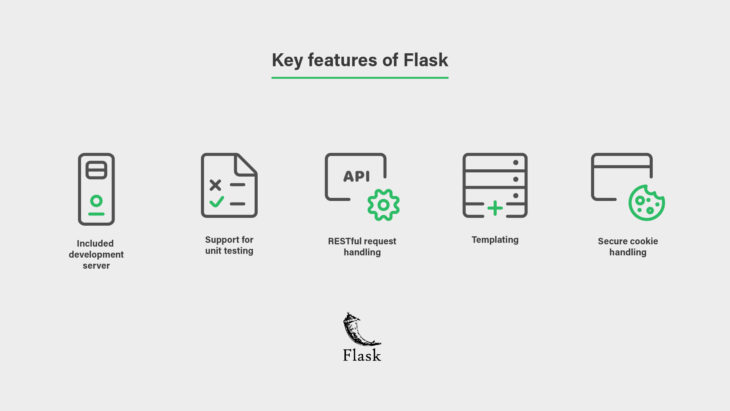 Key features of Flask
API
Included
development
server
Support for
unit testing
RESTful request
handling
Templating
Secure cookie
handling
Flask